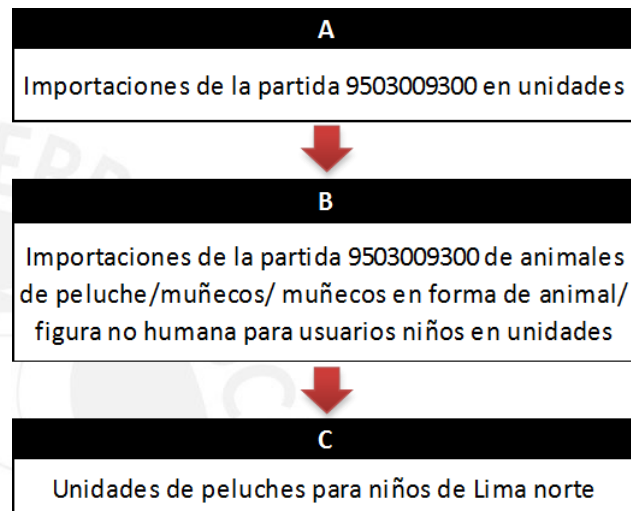 A
Importaciones de la partida 9503009300 en unidades
B
Importaciones de la partida 9503009300 de animales
de peluche/muñecos/ muñecos en forma de animal/
figura no humana para usuarios niños en unidades
C
Unidades de peluches para niños de Lima norte